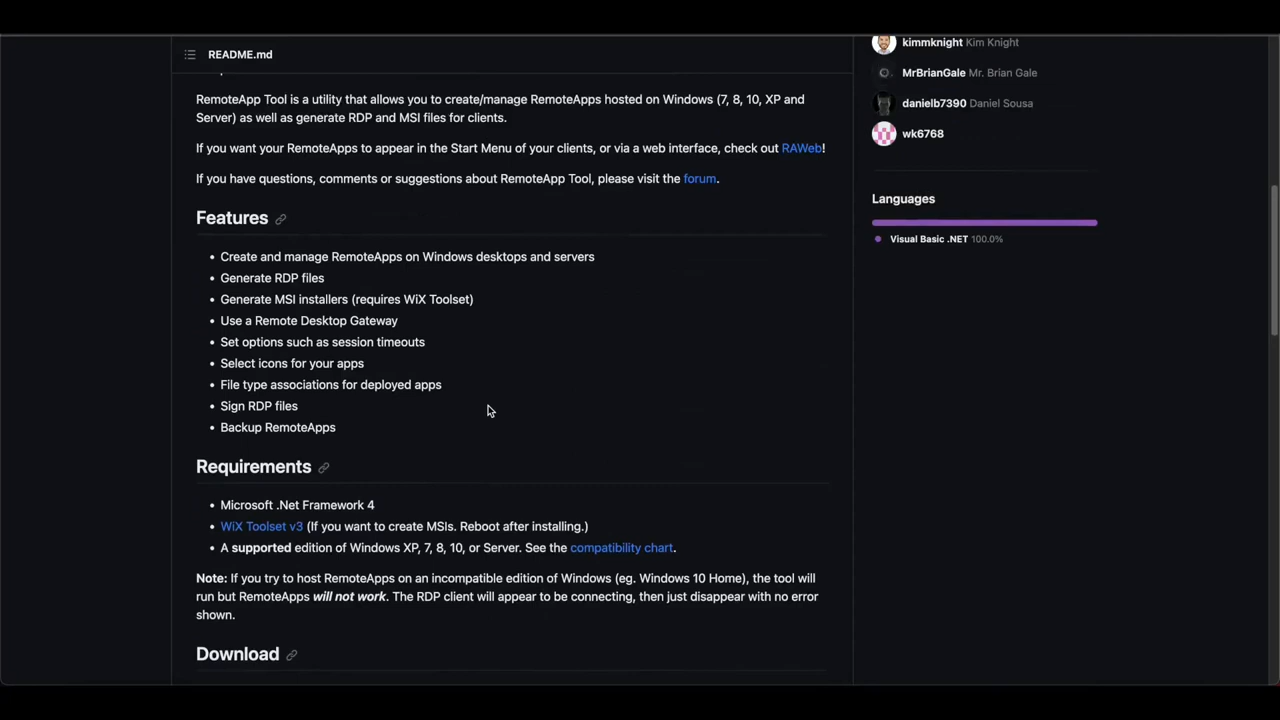 README.md
RemoteApp Tool is a utility that allows you to create/manage RemoteApps hosted on Windows (7, 8, 10, XP and
Server) as well as generate RDP and MSI files for clients.
If you want your RemoteApps to appear in the Start Menu of your clients, or via a web interface, check out RAWeb!
If you have questions, comments or suggestions about RemoteApp Tool, please visit the forum.
Features
• Create and manage RemoteApps on Windows desktops and servers
• Generate RDP files
• Generate MSI installers (requires WiX Toolset)
• Use a Remote Desktop Gateway
• Set options such as session timeouts
• Select icons for your apps
• File type associations for deployed apps
• Sign RDP files
• Backup RemoteApps
Requirements
• Microsoft .Net Framework 4
• WiX Toolset v3 (If you want to create MSIs. Reboot after installing.)
• A supported edition of Windows XP, 7, 8, 10, or Server. See the compatibility chart.
Note: If you try to host RemoteApps on an incompatible edition of Windows (eg. Windows 10 Home), the tool will
run but RemoteApps will not work. The RDP client will appear to be connecting, then just disappear with no error
shown.
Download
kimmknight Kim Knight
MrBrianGale Mr. Brian Gale
danielb7390 Daniel Sousa
wk6768
Languages
Visual Basic .NET 100.0%